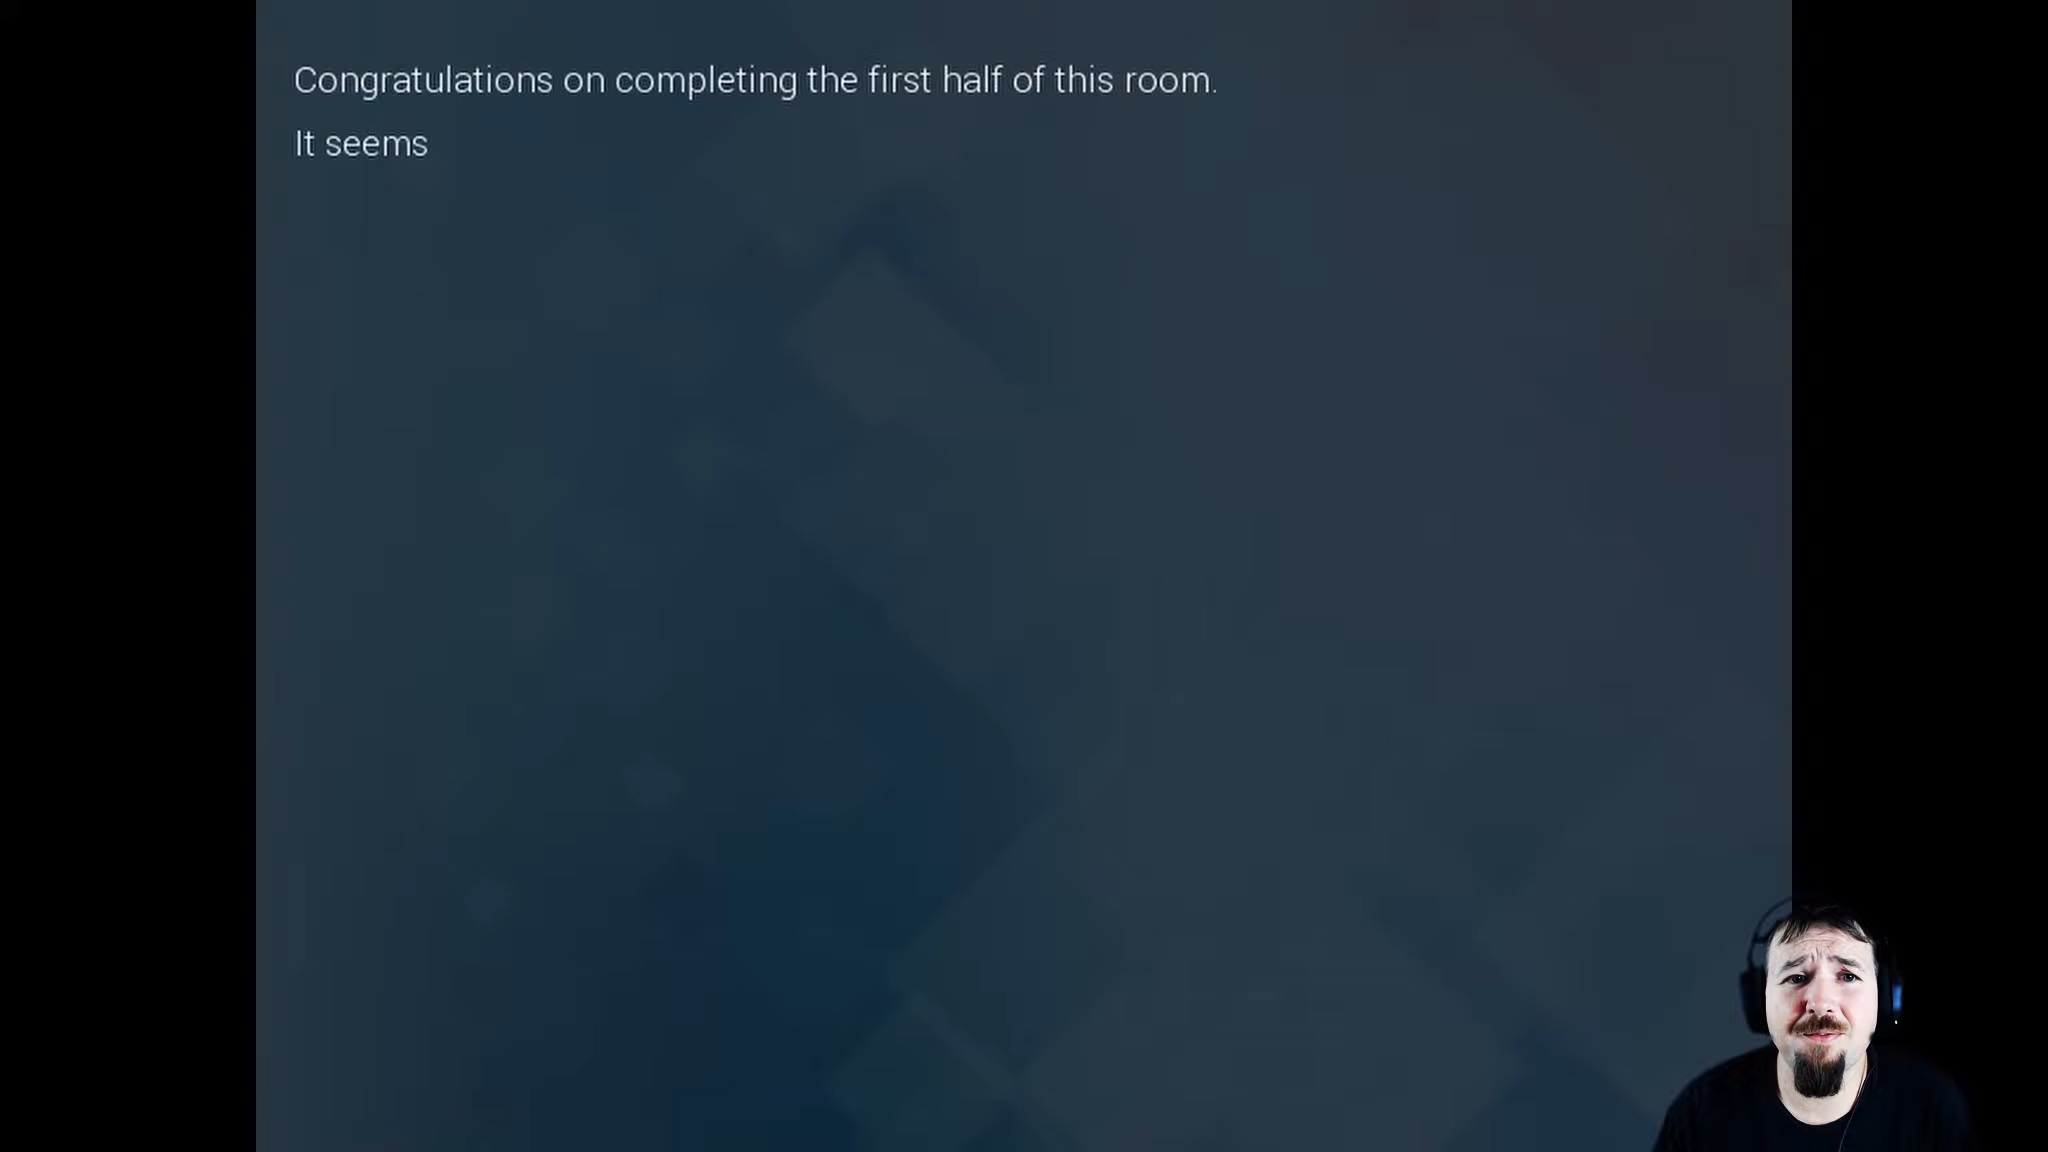 Congratulations on completing the first half of this room.
It seems